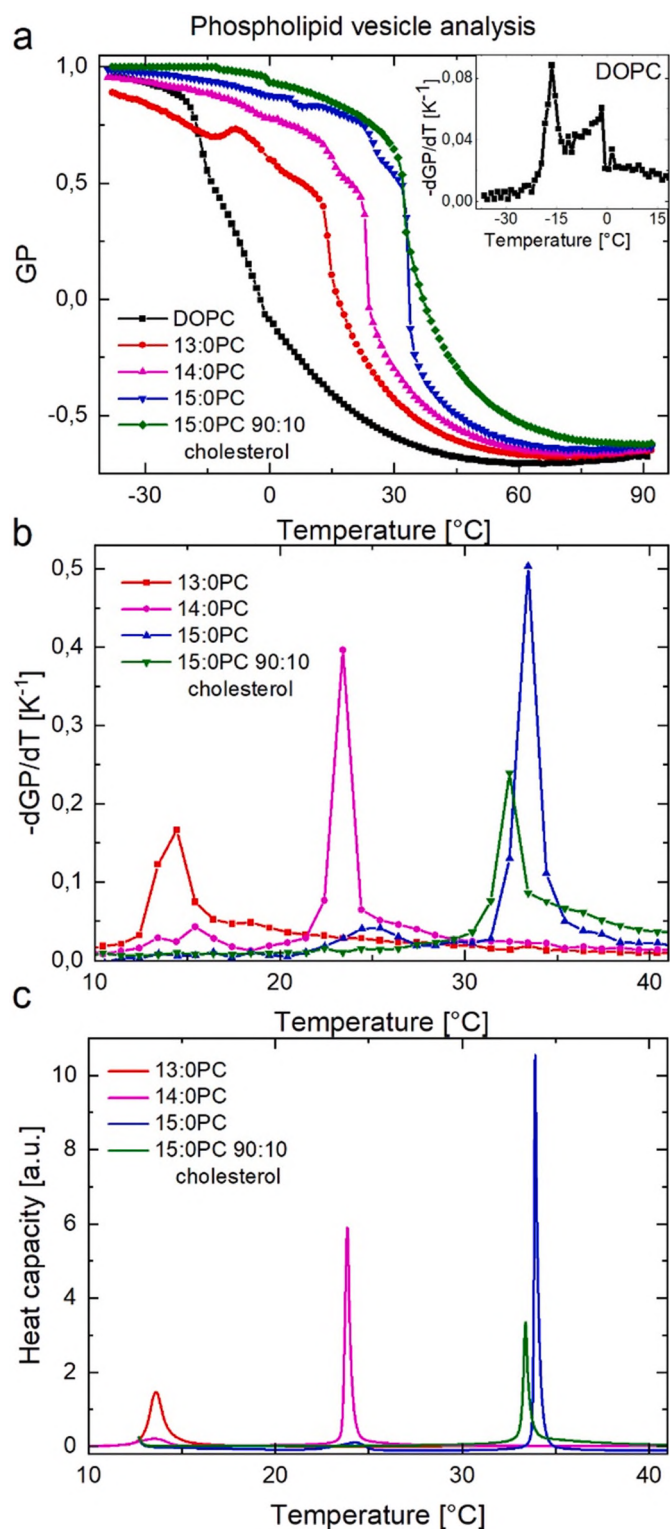 Phospholipid vesicle analysis
a
1,0
0,5
0,0
-0,5
GP
DOPC
13:0PC
14:0PC
15:0PC
15:0PC 90:10
cholesterol
-30 0 30 60 90
Temperature [°C]
DOPC
0,08
0,04
0,00
-dGP/dT [K⁻¹]
-30 -15 0 15
Temperature [°C]
b
0,5
0,4
0,3
0,2
0,1
0,0
-dGP/dT [K⁻¹]
13:0PC
14:0PC
15:0PC
15:0PC 90:10
cholesterol
10 20 30 40
Temperature [°C]
c
10
8
6
4
2
0
Heat capacity [a.u.]
13:0PC
14:0PC
15:0PC
15:0PC 90:10
cholesterol
10 20 30 40
Temperature [°C]